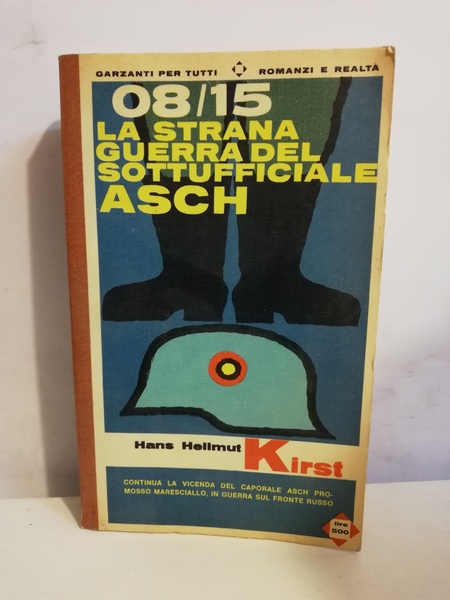 GARZANTI PER TUTTI ROMANZI E REALTÀ
08/15
LA STRANA
GUERRA DEL
SOTTUFFICIALE
ASCH
Hans Hellmut Kirst
CONTINUA LA VICENDA DEL CAPORALE ASCH PRO-
MOSSO MARESCIALLO, IN GUERRA SUL FRONTE RUSSO
lire
500